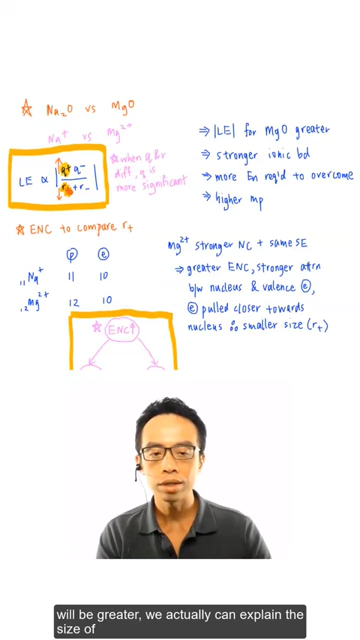 ☆ Na₂O vs MgO
Na⁺ vs Mg²⁺
LE ∝ | q⁺ q⁻ / r₊ + r₋ |
☆ when q & r
diff, q is
more significant
⇒ |LE| for MgO greater
⇒ stronger ionic bd
⇒ more En req'd to overcome
⇒ higher mp
☆ ENC to compare r₊
Ⓟ ⓔ
₁₁Na⁺ 11 10
₁₂Mg²⁺ 12 10
Mg²⁺ stronger NC + same SE
⇒ greater ENC, stronger attrn
b/w nucleus & valence ⓔ,
ⓔ pulled closer towards
nucleus ∴ smaller size (r₊)
☆ ENC↑
will be greater, we actually can explain the
size of